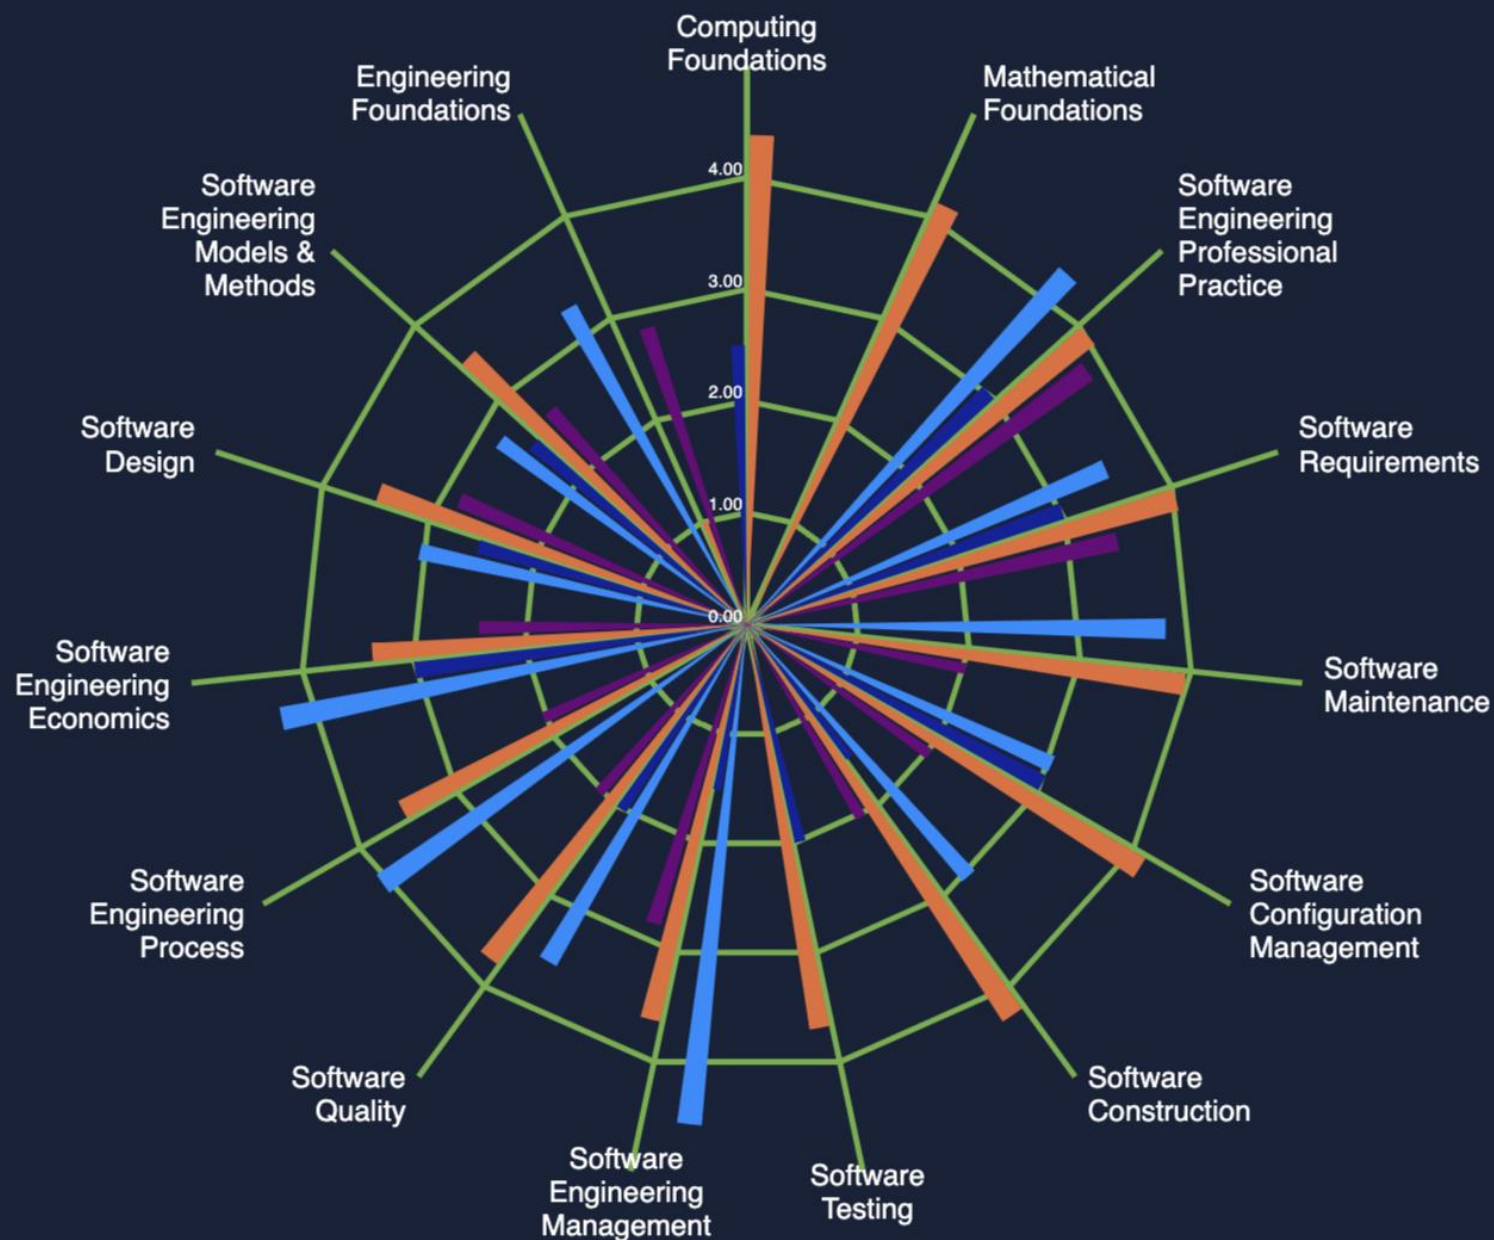 Computing
Foundations
Mathematical
Foundations
Software
Engineering
Professional
Practice
Software
Requirements
Software
Maintenance
Software
Configuration
Management
Software
Construction
Software
Testing
Software
Engineering
Management
Software
Quality
Software
Engineering
Process
Software
Engineering
Economics
Software
Design
Software
Engineering
Models &
Methods
Engineering
Foundations
4.00
3.00
2.00
1.00
0.00